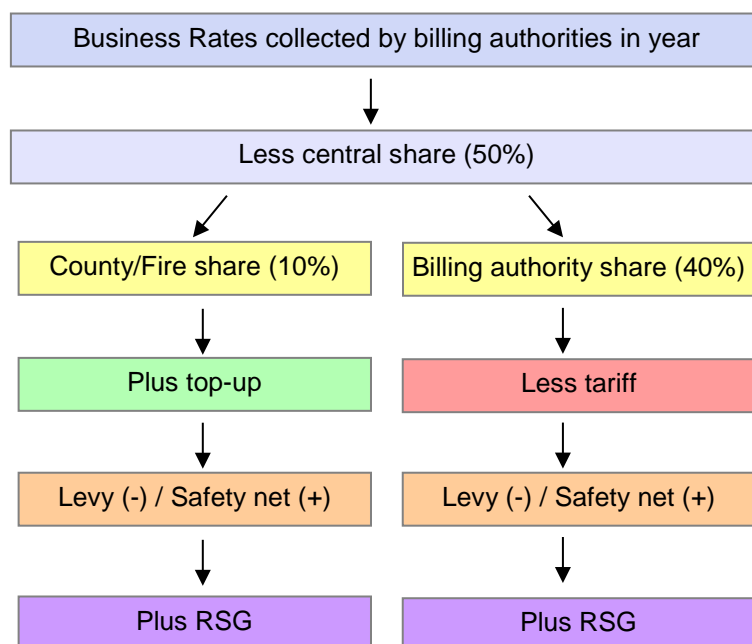 Business Rates collected by billing authorities in year
Less central share (50%)
County/Fire share (10%)
Billing authority share (40%)
Plus top-up
Less tariff
Levy (-) / Safety net (+)
Levy (-) / Safety net (+)
Plus RSG
Plus RSG